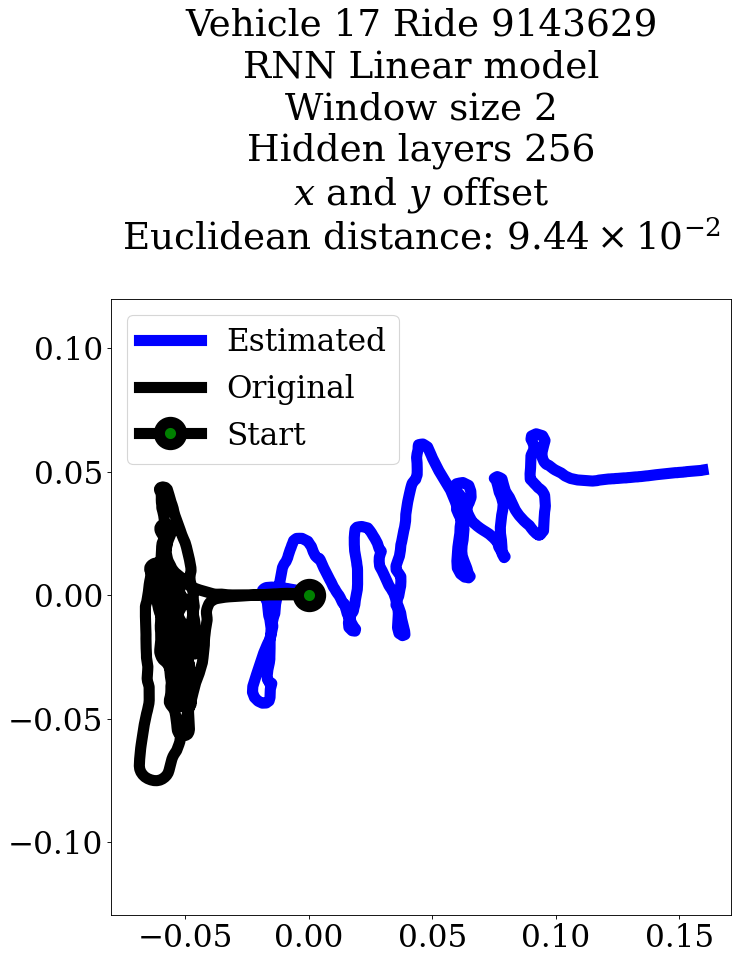 Vehicle 17 Ride 9143629
RNN Linear model
Window size 2
Hidden layers 256
x and y offset
Euclidean distance: 9.44 × 10⁻²
Estimated
Original
Start
0.10
0.05
0.00
−0.05
−0.10
−0.05 0.00 0.05 0.10 0.15